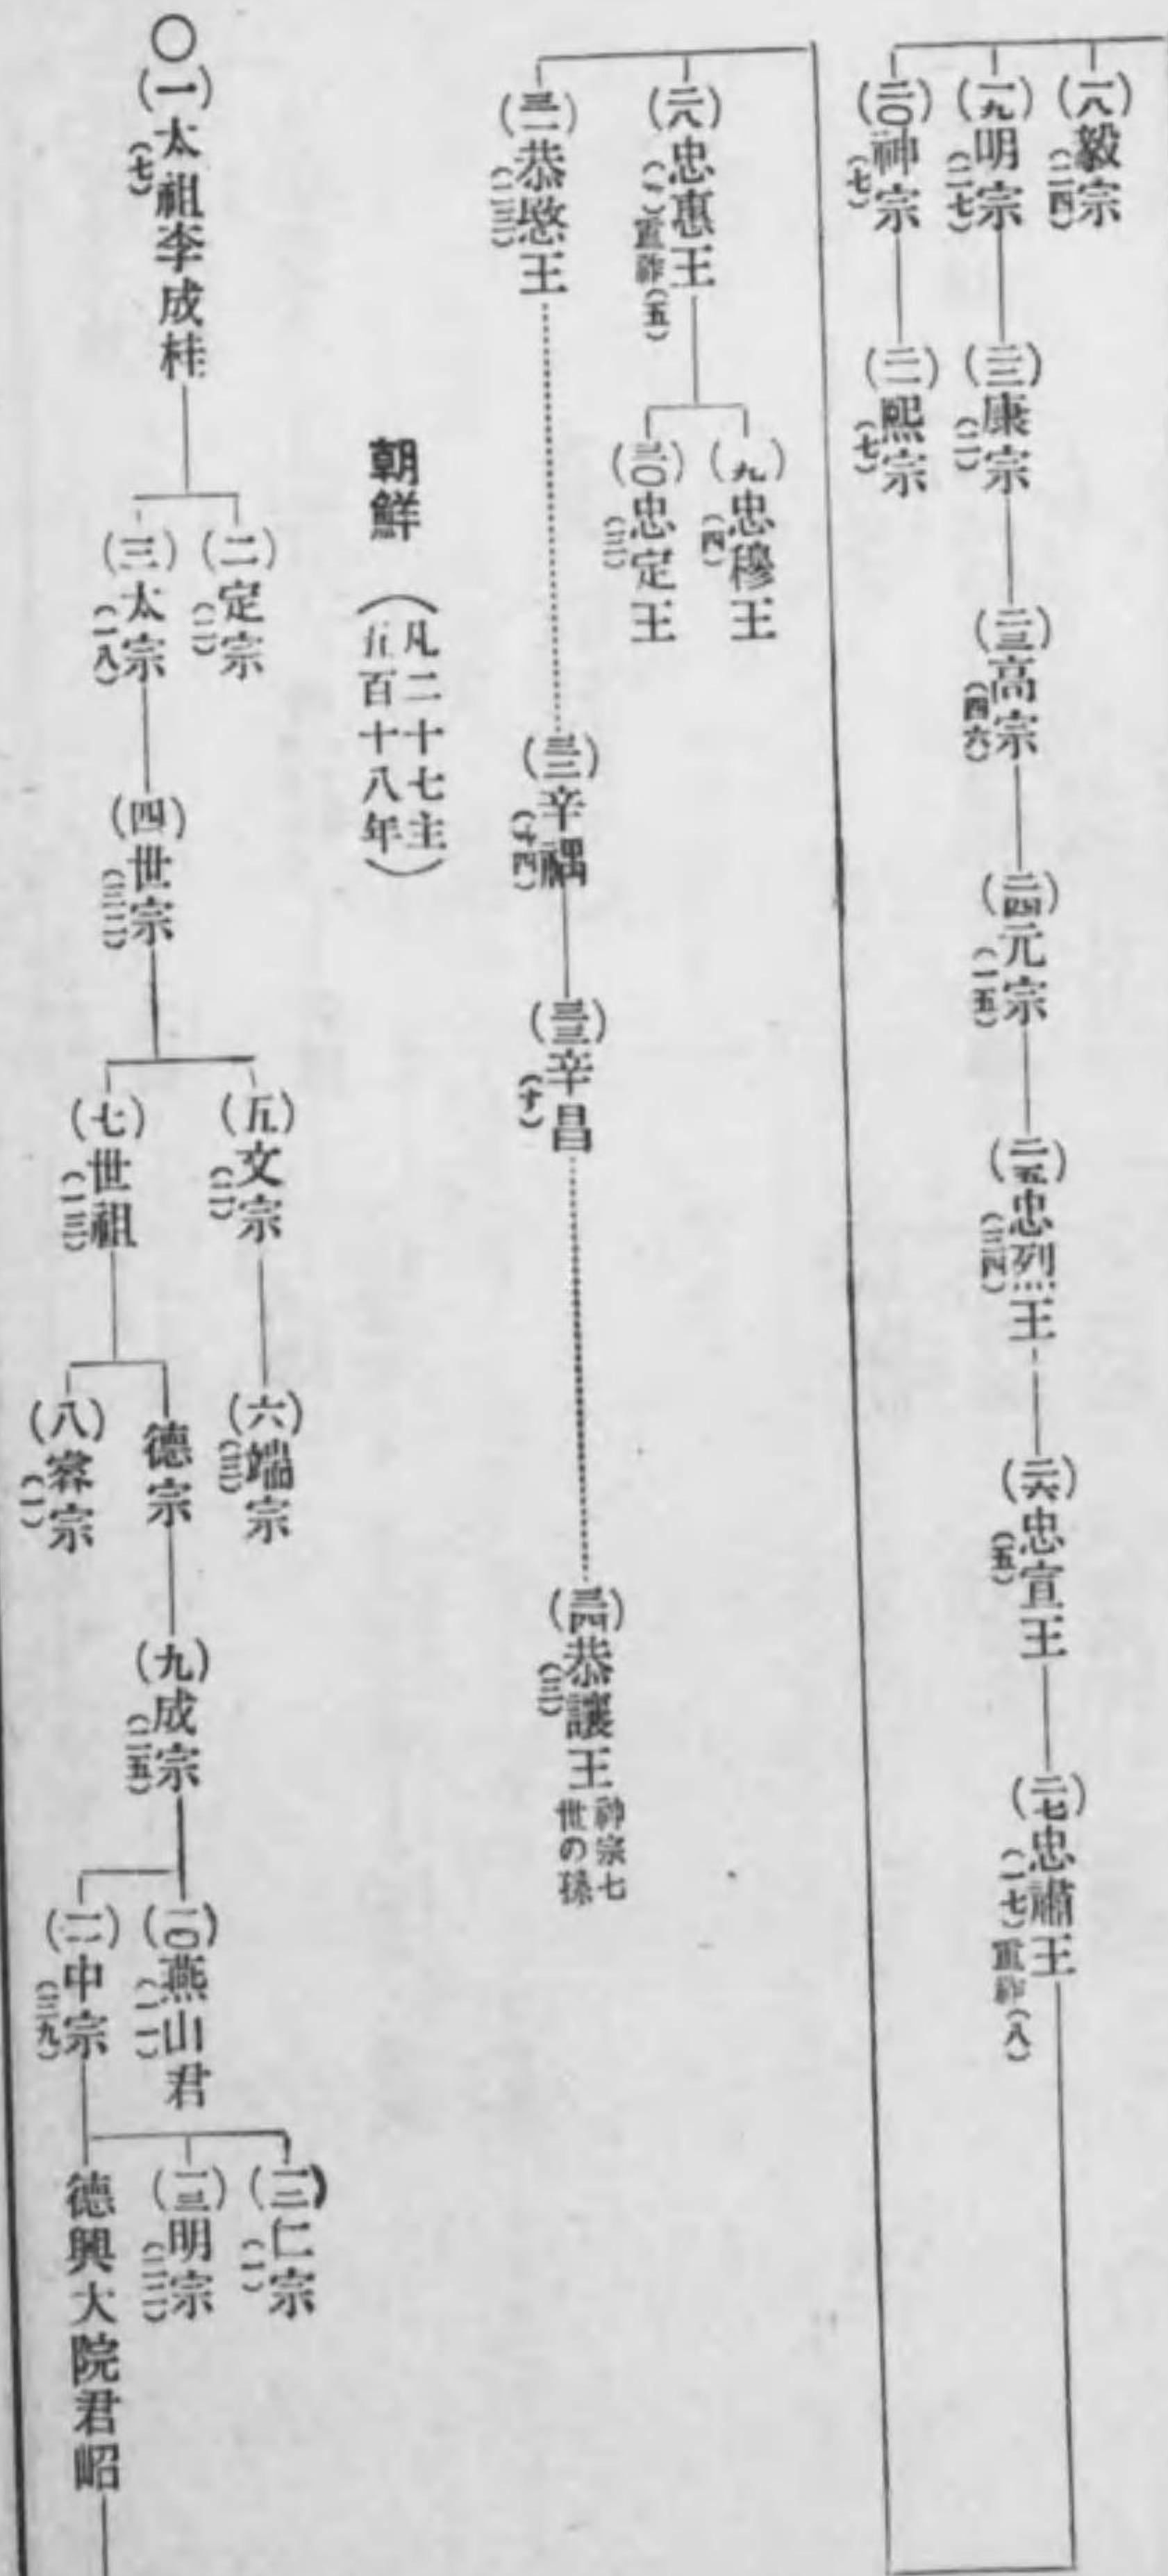 (一八)毅宗
(二四)
(一九)明宗
(二七)
(二二)康宗
(二)
(二三)高宗
(四六)
(二四)元宗
(一五)
(二五)忠烈王
(三四)
(二六)忠宣王
(五)
(二七)忠肅王
(一七)重祚(八)
(二〇)神宗
(七)
(二一)熙宗
(七)
(二八)忠惠王
(一)重祚(五)
(二九)忠穆王
(四)
(三〇)忠定王
(三)
(三一)恭愍王
(二三)
(三二)辛禑
(十四)
(三三)辛昌
(十)
(三四)恭讓王
(三)
神宗七
世の孫
朝鮮
(凡二十七主
五百十八年)
〇(一)太祖李成桂
(七)
(二)定宗
(二)
(三)太宗
(一八)
(四)世宗
(三二)
(五)文宗
(二)
(六)端宗
(三)
(七)世祖
(一三)
德宗
(八)睿宗
(一)
(九)成宗
(二五)
(一〇)燕山君
(一一)
(一一)中宗
(三九)
(一二)仁宗
(一)
(一三)明宗
(二二)
德興大院君昭